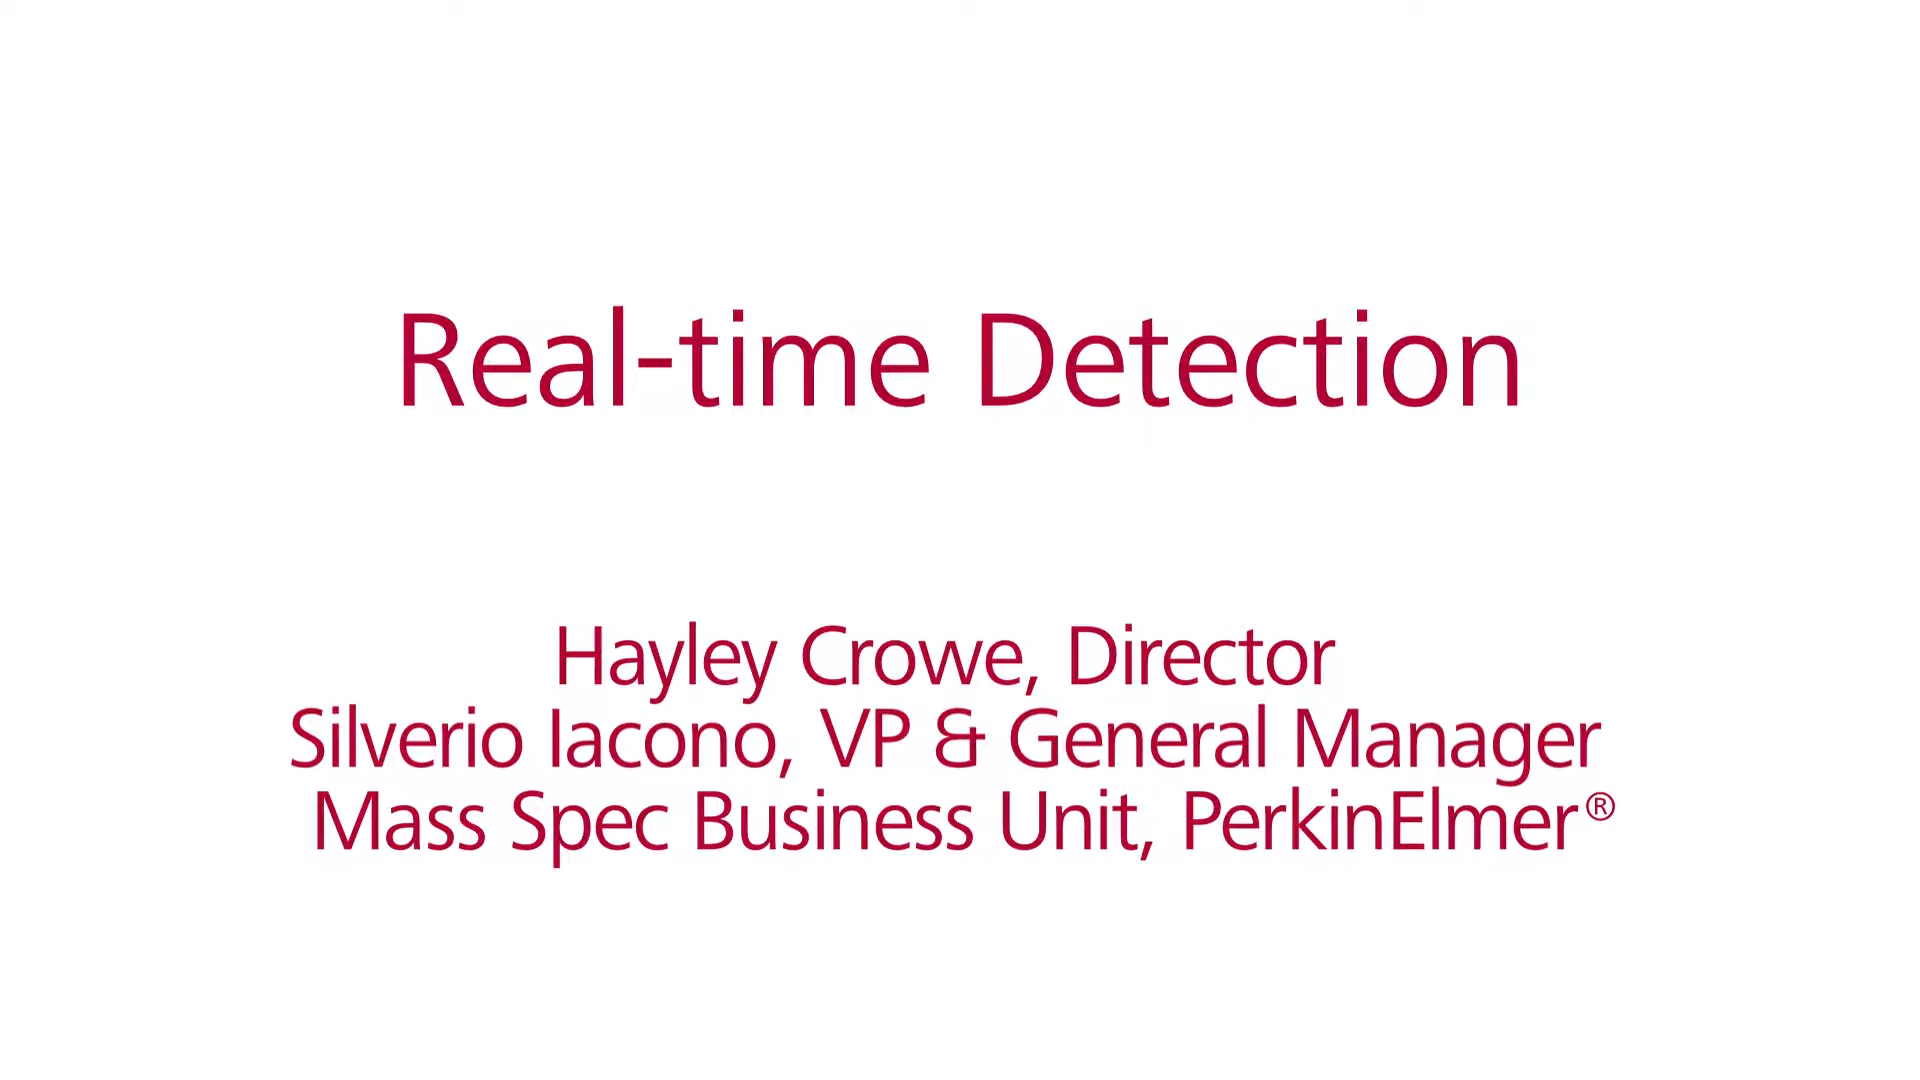 Real-time Detection
Hayley Crowe, Director
Silverio Iacono, VP & General Manager
Mass Spec Business Unit, PerkinElmer®